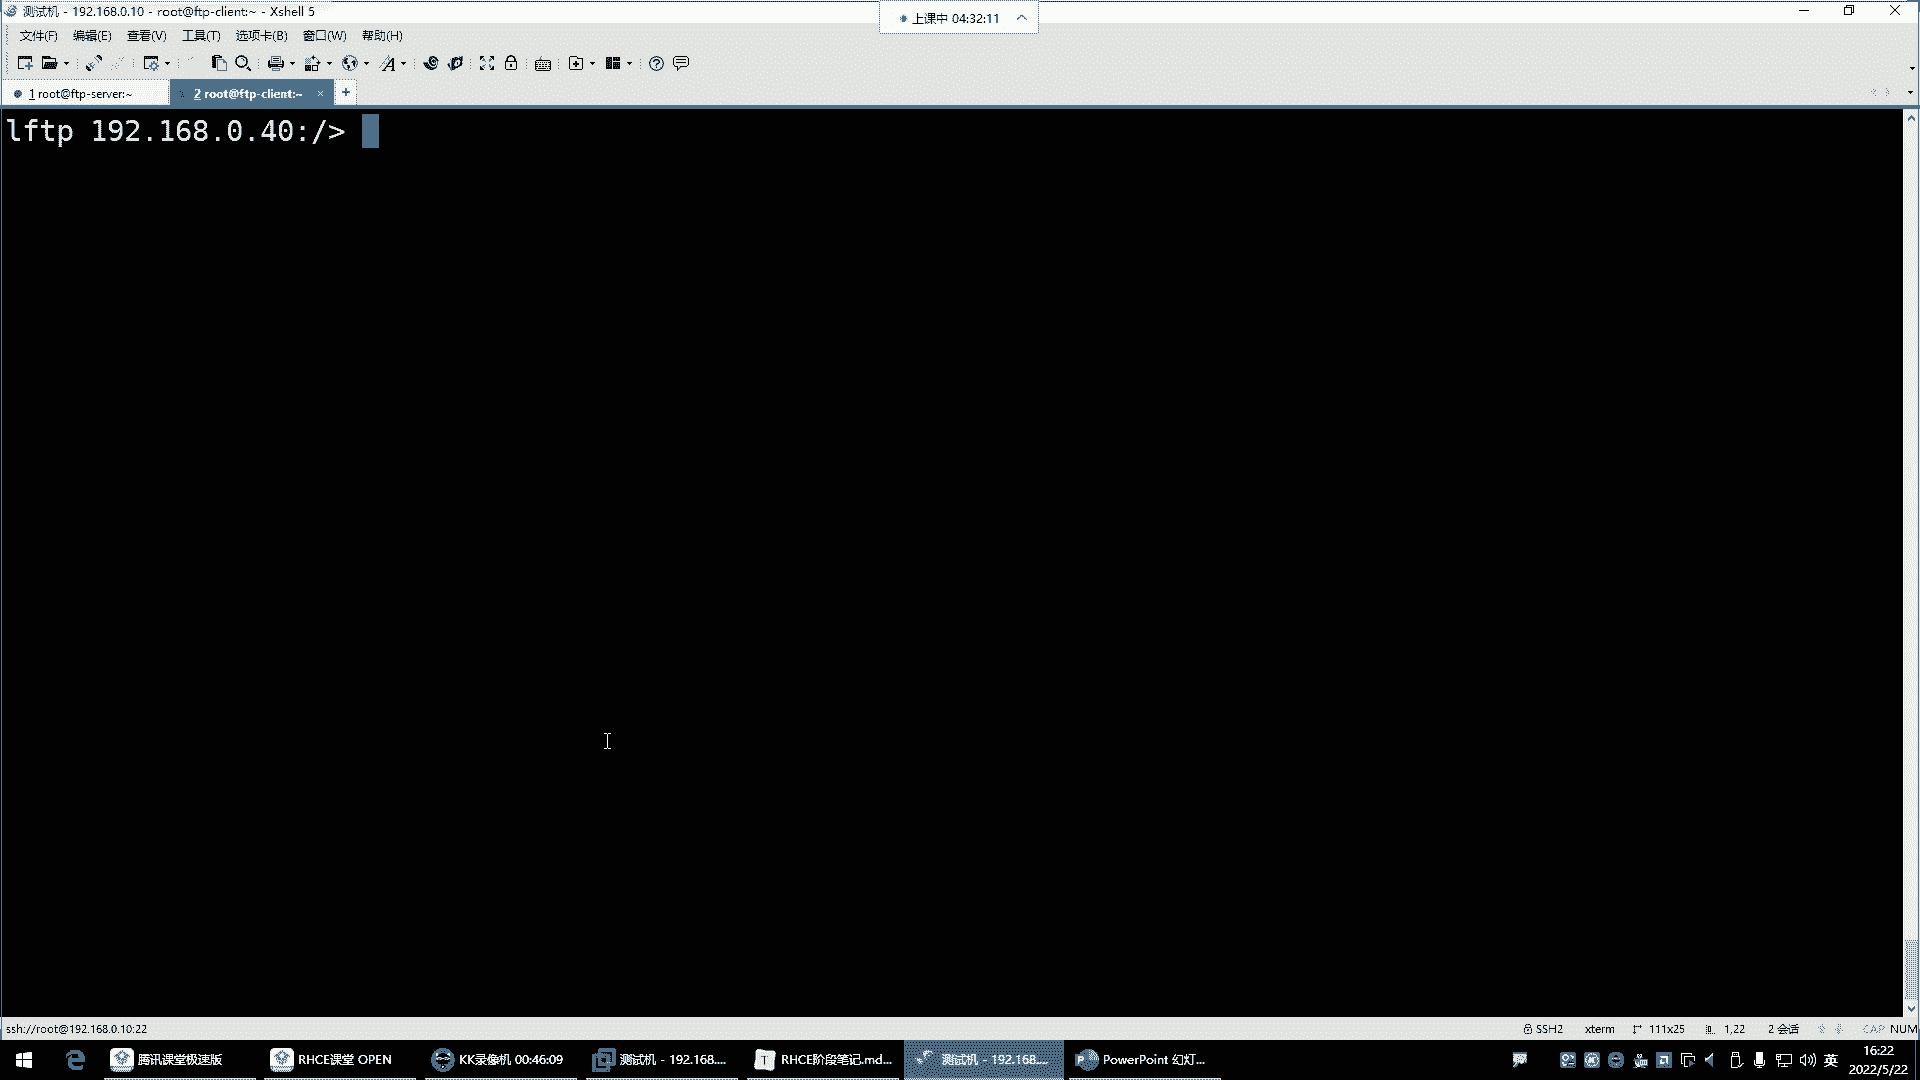 测试机 - 192.168.0.10 - root@ftp-client:~ - Xshell 5
上课中 04:32:11
文件(F) 编辑(E) 查看(V) 工具(T) 选项卡(B) 窗口(W) 帮助(H)
1 root@ftp-server:~
2 root@ftp-client:~
lftp 192.168.0.40:/>
ssh://root@192.168.0.10:22
SSH2 xterm 111x25 1,22 2 会话 CAP NUM
腾讯课堂极速版
RHCE课堂 OPEN
KK录像机 00:46:09
测试机 - 192.168....
RHCE阶段笔记.md...
测试机 - 192.168....
PowerPoint 幻灯...
英
16:22
2022/5/22